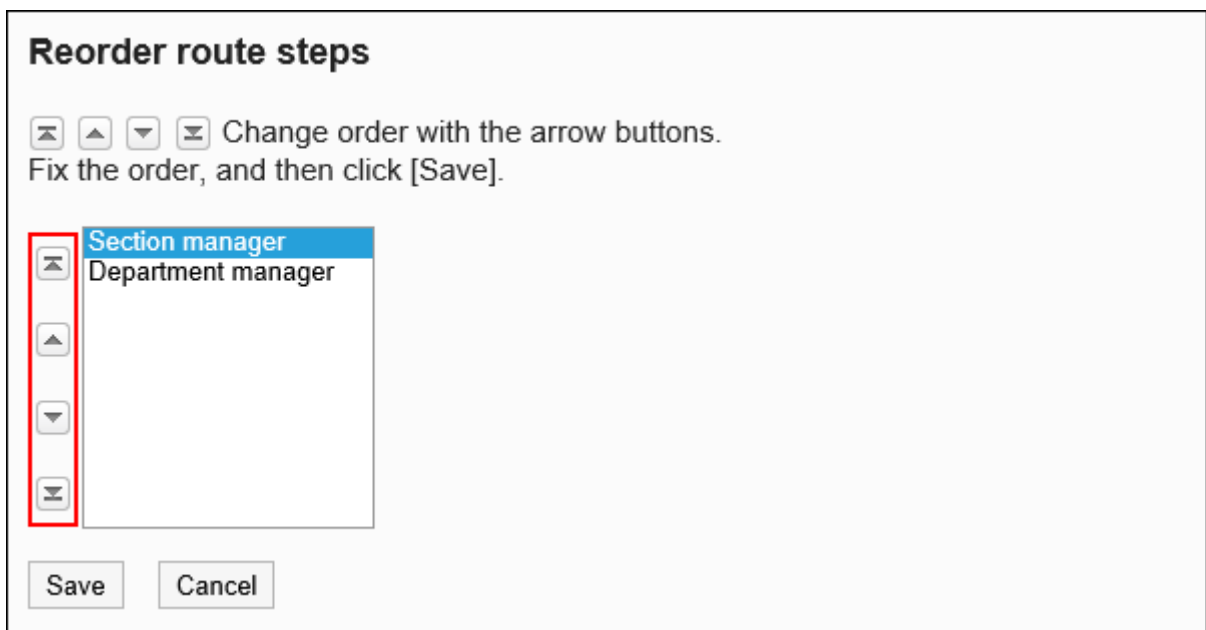 Reorder route steps
Change order with the arrow buttons.
Fix the order, and then click [Save].
Section manager
Department manager
Save
Cancel